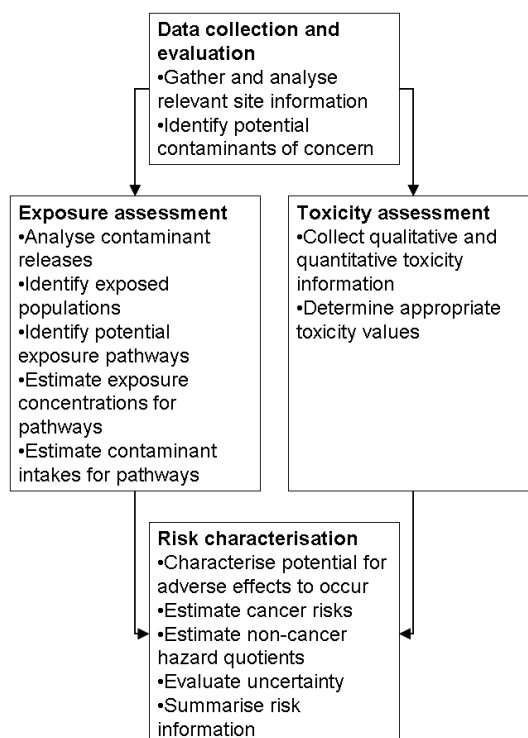 Data collection and
evaluation
•Gather and analyse
relevant site information
•Identify potential
contaminants of concern
Exposure assessment
•Analyse contaminant
releases
•Identify exposed
populations
•Identify potential
exposure pathways
•Estimate exposure
concentrations for
pathways
•Estimate contaminant
intakes for pathways
Toxicity assessment
•Collect qualitative and
quantitative toxicity
information
•Determine appropriate
toxicity values
Risk characterisation
•Characterise potential for
adverse effects to occur
•Estimate cancer risks
•Estimate non-cancer
hazard quotients
•Evaluate uncertainty
•Summarise risk
information